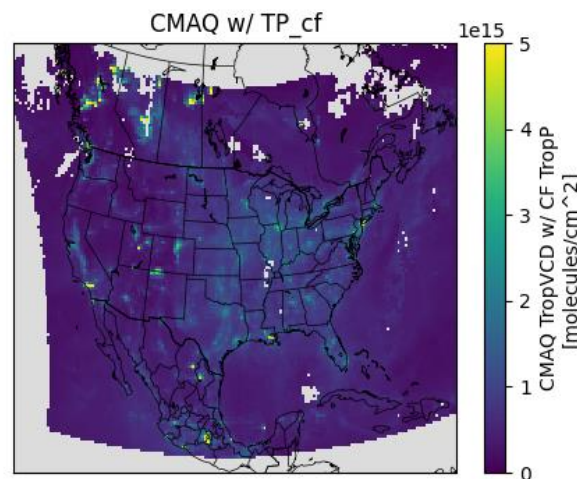 CMAQ w/ TP_cf
1e15
5
4
3
2
1
0
CMAQ TropVCD w/ CF TropP
[molecules/cm^2]